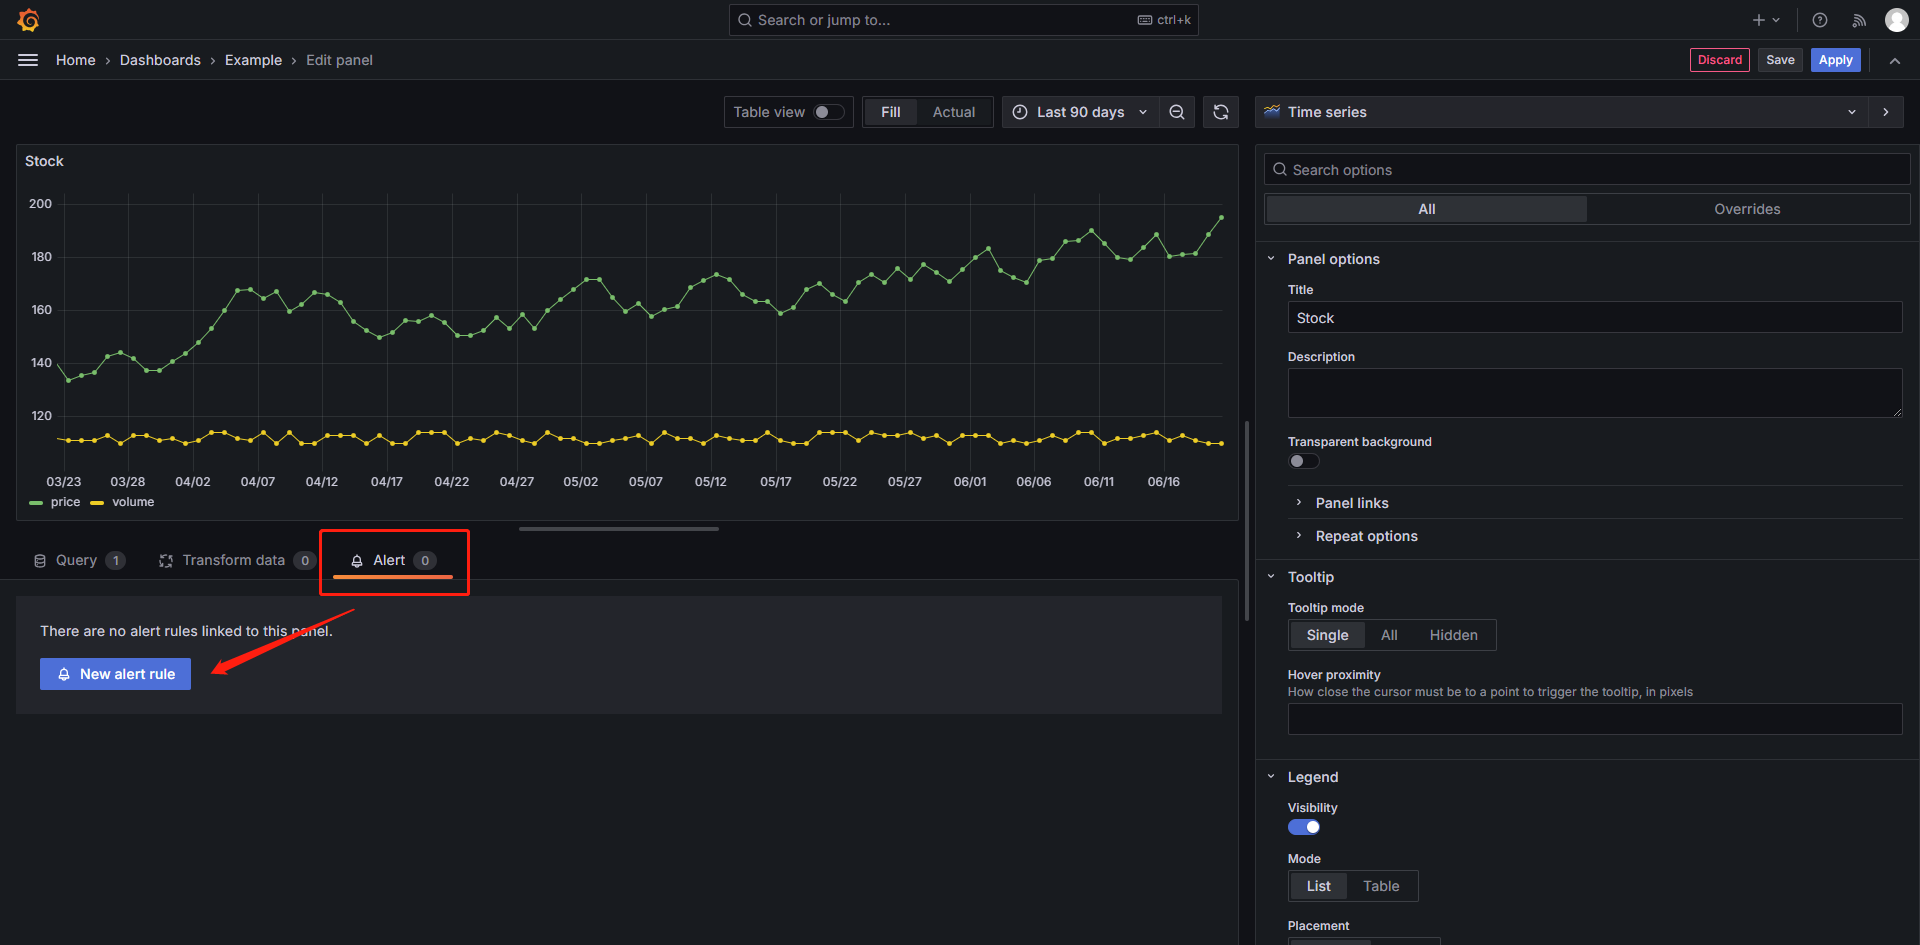 Search or jump to... ctrl+k
Home › Dashboards › Example › Edit panel
Discard Save Apply
Table view Fill Actual Last 90 days
Time series
Stock
200
180
160
140
120
03/23 03/28 04/02 04/07 04/12 04/17 04/22 04/27 05/02 05/07 05/12 05/17 05/22 05/27 06/01 06/06 06/11 06/16
price volume
Query 1 Transform data 0 Alert 0
There are no alert rules linked to this panel.
New alert rule
Search options
All Overrides
Panel options
Title
Stock
Description
Transparent background
Panel links
Repeat options
Tooltip
Tooltip mode
Single All Hidden
Hover proximity
How close the cursor must be to a point to trigger the tooltip, in pixels
Legend
Visibility
Mode
List Table
Placement